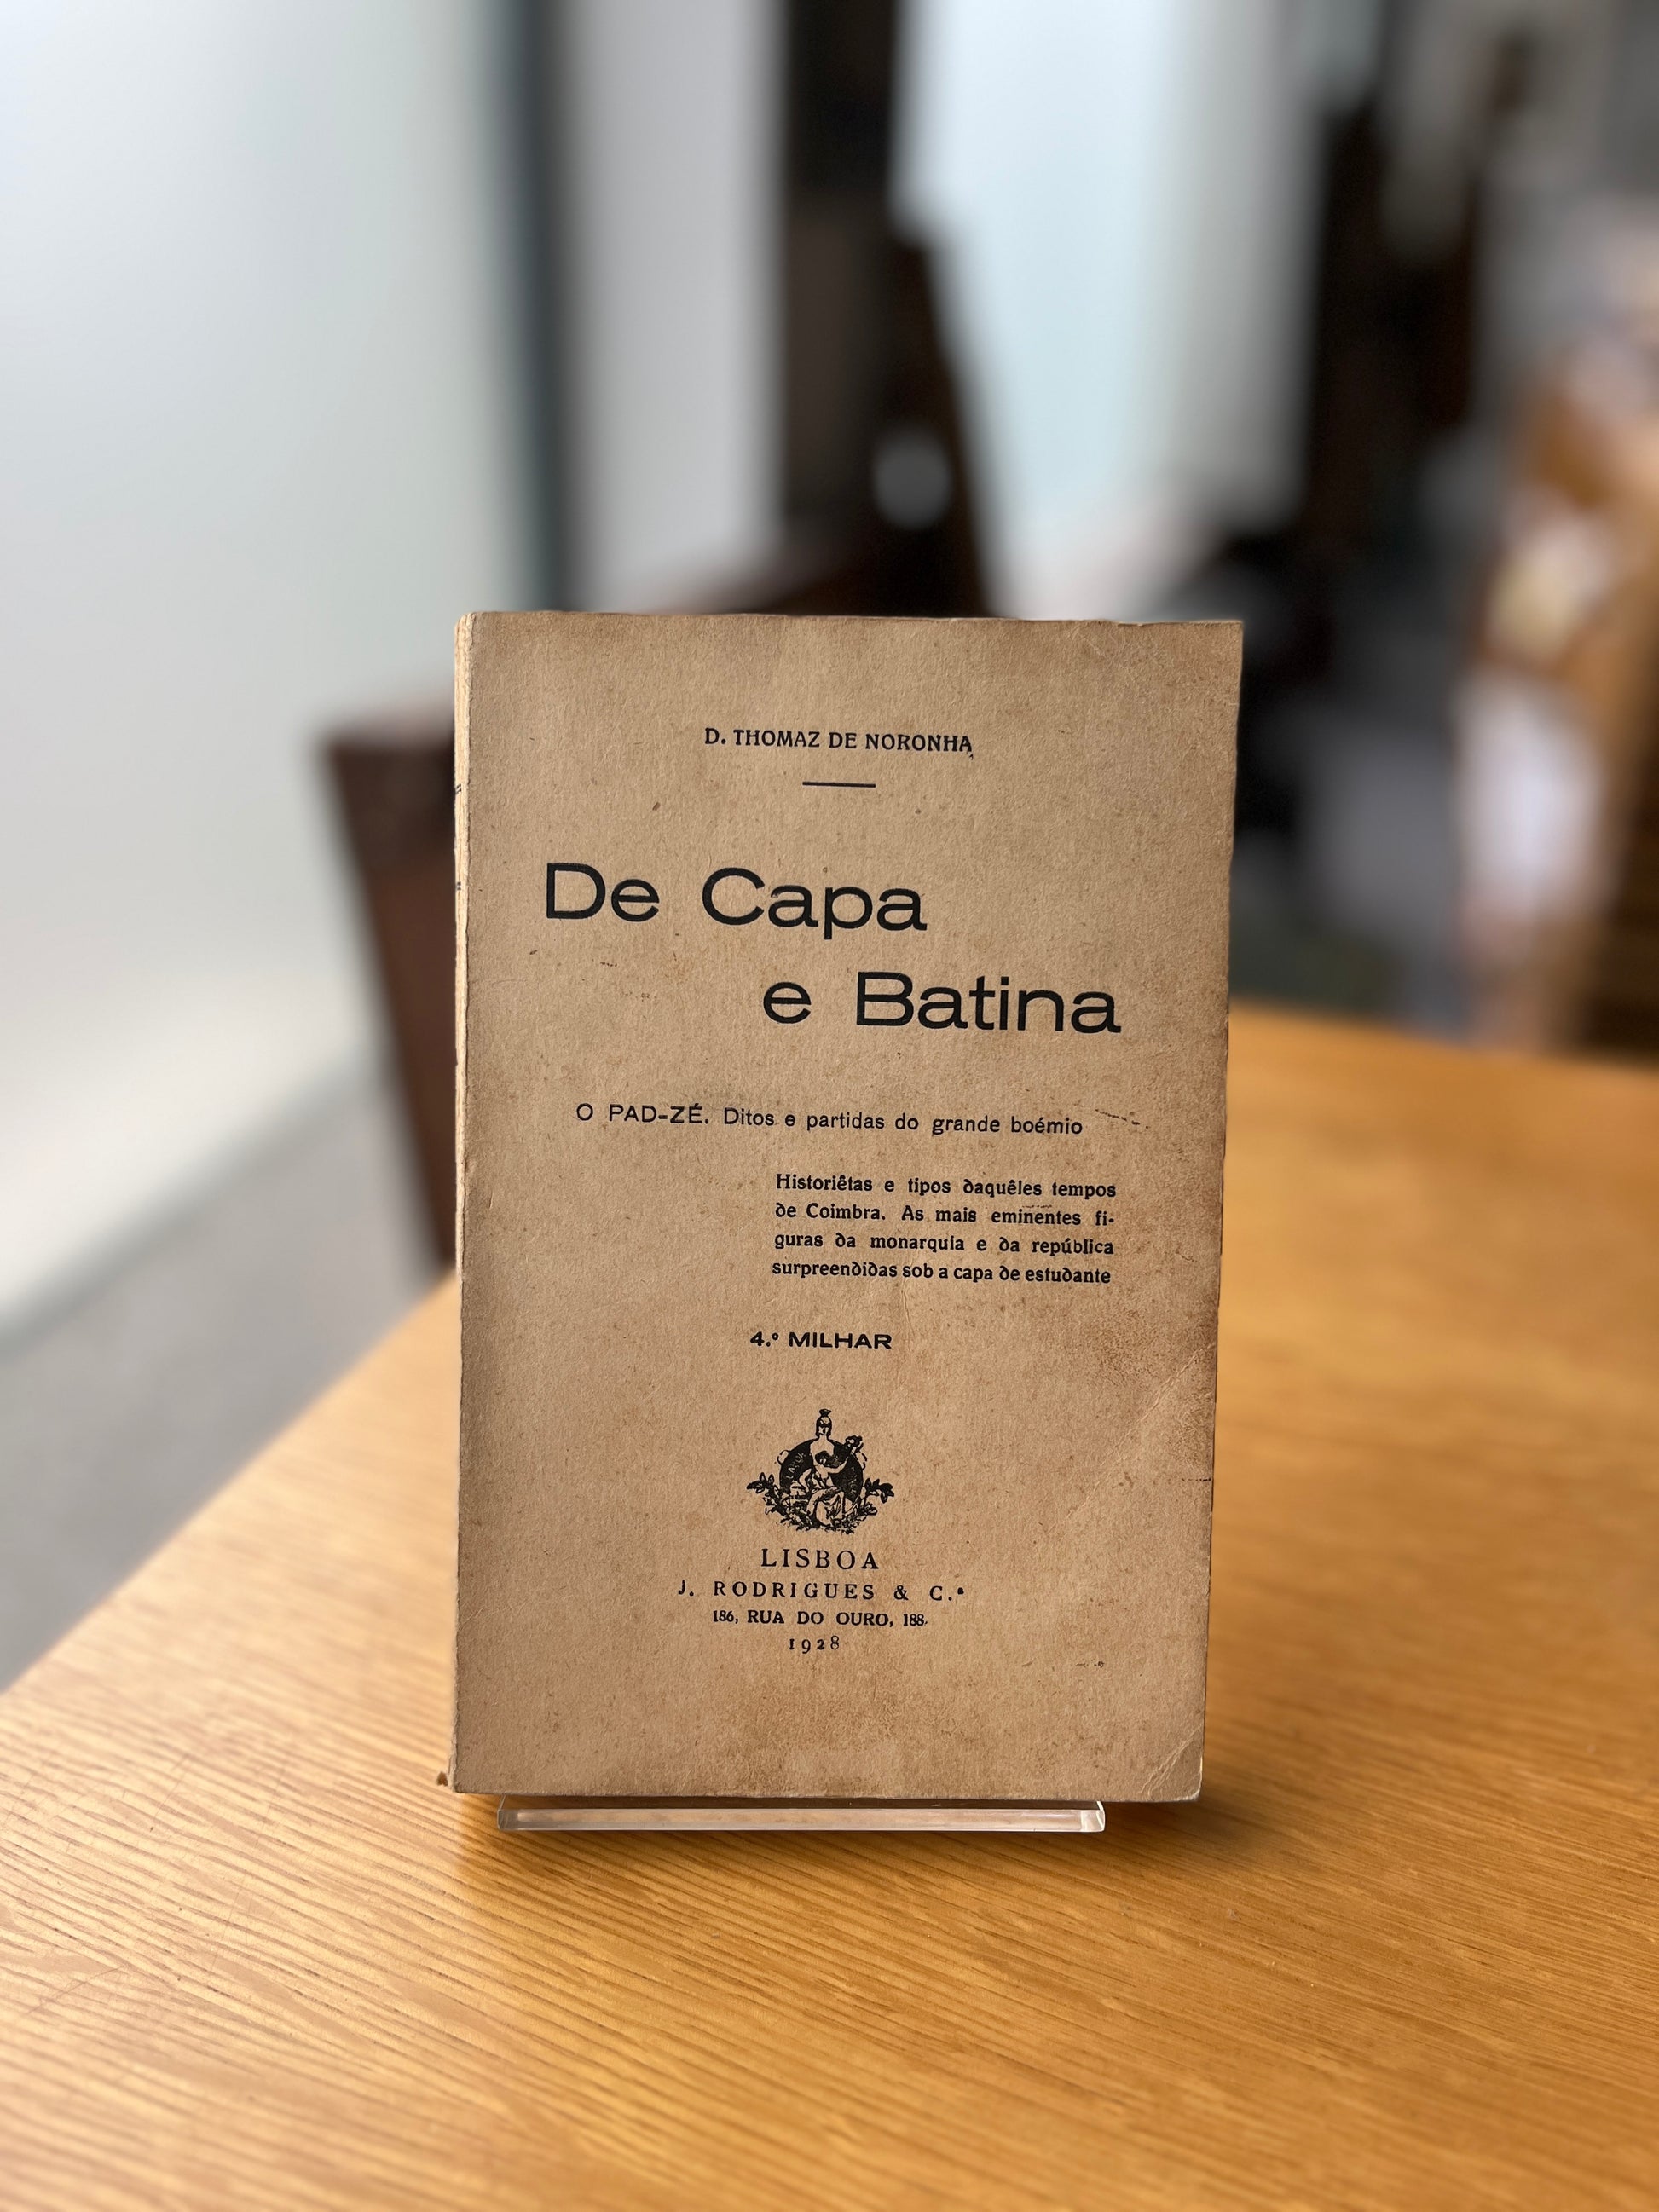 D. THOMAZ DE NORONHA
De Capa
e Batina
O PAD-ZÉ. Ditos e partidas do grande boémio
Historiêtas e tipos daquêles tempos
de Coimbra. As mais eminentes fi-
guras da monarquia e da república
surpreendidas sob a capa de estudante
4.º MILHAR
LISBOA
J. RODRIGUES & C.ª
186, RUA DO OURO, 188
1928